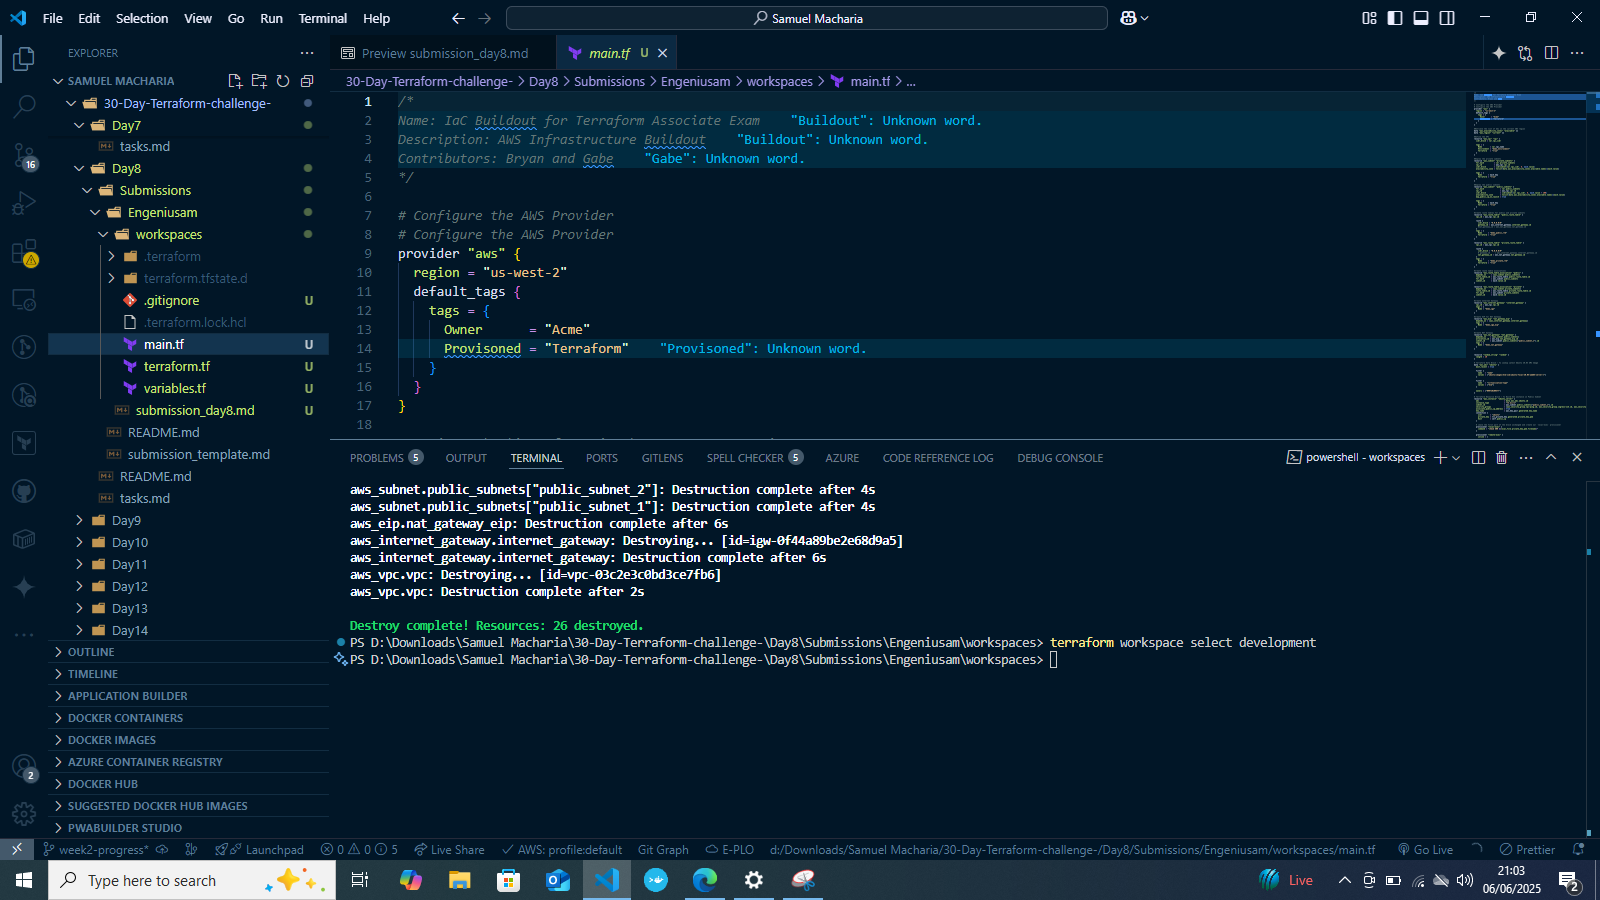 File Edit Selection View Go Run Terminal Help
Samuel Macharia
EXPLORER
SAMUEL MACHARIA
30-Day-Terraform-challenge-
Day7
tasks.md
Day8
Submissions
Engeniusam
workspaces
.terraform
terraform.tfstate.d
.gitignore U
.terraform.lock.hcl
main.tf U
terraform.tf U
variables.tf U
submission_day8.md U
README.md
submission_template.md
README.md
tasks.md
Day9
Day10
Day11
Day12
Day13
Day14
OUTLINE
TIMELINE
APPLICATION BUILDER
DOCKER CONTAINERS
DOCKER IMAGES
AZURE CONTAINER REGISTRY
DOCKER HUB
SUGGESTED DOCKER HUB IMAGES
PWABUILDER STUDIO
16
2
Preview submission_day8.md
main.tf U
30-Day-Terraform-challenge- > Day8 > Submissions > Engeniusam > workspaces > main.tf > ...
1 /*
2 Name: IaC Buildout for Terraform Associate Exam "Buildout": Unknown word.
3 Description: AWS Infrastructure Buildout "Buildout": Unknown word.
4 Contributors: Bryan and Gabe "Gabe": Unknown word.
5 */
6
7 # Configure the AWS Provider
8 # Configure the AWS Provider
9 provider "aws" {
10 region = "us-west-2"
11 default_tags {
12 tags = {
13 Owner = "Acme"
14 Provisoned = "Terraform" "Provisoned": Unknown word.
15 }
16 }
17 }
18
PROBLEMS 5 OUTPUT TERMINAL PORTS GITLENS SPELL CHECKER 5 AZURE CODE REFERENCE LOG DEBUG CONSOLE
powershell - workspaces
aws_subnet.public_subnets["public_subnet_2"]: Destruction complete after 4s
aws_subnet.public_subnets["public_subnet_1"]: Destruction complete after 4s
aws_eip.nat_gateway_eip: Destruction complete after 6s
aws_internet_gateway.internet_gateway: Destroying... [id=igw-0f44a89be2e68d9a5]
aws_internet_gateway.internet_gateway: Destruction complete after 6s
aws_vpc.vpc: Destroying... [id=vpc-03c2e3c0bd3ce7fb6]
aws_vpc.vpc: Destruction complete after 2s
Destroy complete! Resources: 26 destroyed.
PS D:\Downloads\Samuel Macharia\30-Day-Terraform-challenge-\Day8\Submissions\Engeniusam\workspaces> terraform workspace select development
PS D:\Downloads\Samuel Macharia\30-Day-Terraform-challenge-\Day8\Submissions\Engeniusam\workspaces>
week2-progress* Launchpad 0 0 5 Live Share AWS: profile:default Git Graph E-PLO d:/Downloads/Samuel Macharia/30-Day-Terraform-challenge-/Day8/Submissions/Engeniusam/workspaces/main.tf Go Live Prettier
Type here to search
Live
21:03
06/06/2025
2